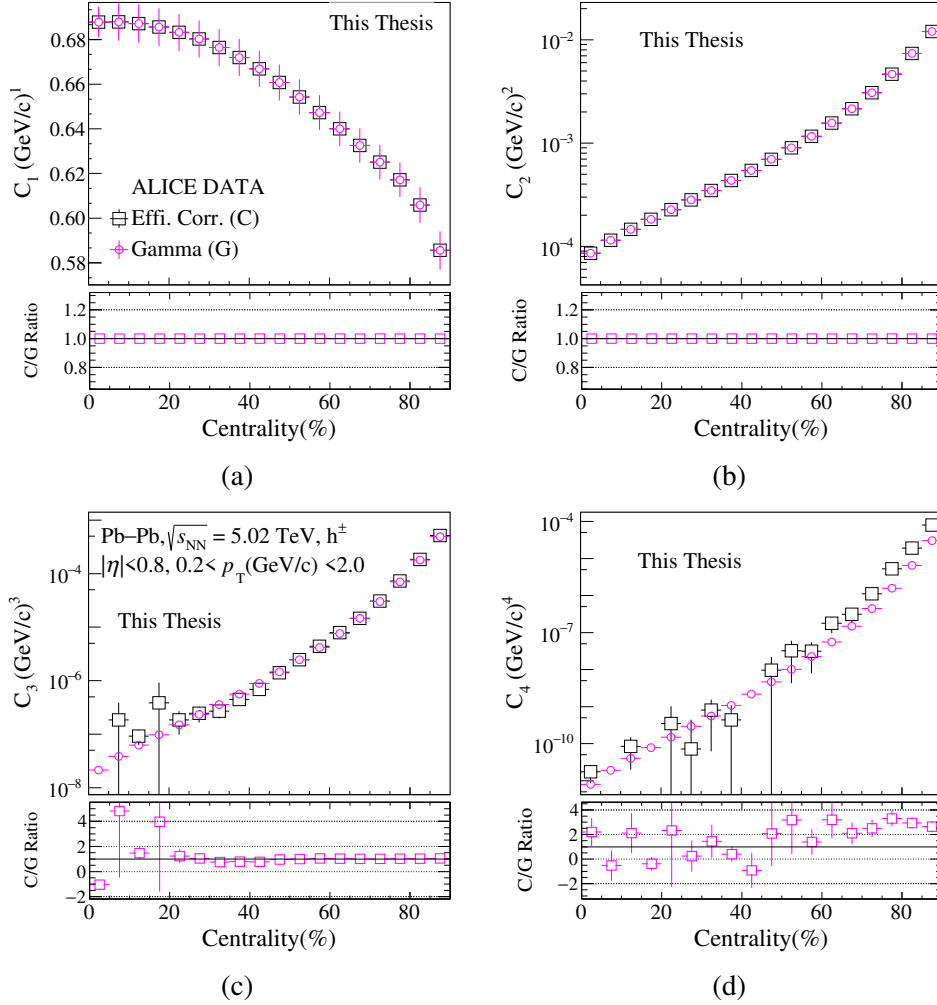 This Thesis
C₁ (GeV/c)¹
0.68
0.66
0.64
0.62
0.60
0.58
ALICE DATA
Effi. Corr. (C)
Gamma (G)
C/G Ratio
1.2
1.0
0.8
0 20 40 60 80
Centrality(%)
(a)
This Thesis
C₂ (GeV/c)²
10⁻²
10⁻³
10⁻⁴
C/G Ratio
1.2
1.0
0.8
0 20 40 60 80
Centrality(%)
(b)
Pb–Pb, √s_NN = 5.02 TeV, h±
|η|<0.8, 0.2< p_T(GeV/c) <2.0
This Thesis
C₃ (GeV/c)³
10⁻⁴
10⁻⁶
10⁻⁸
C/G Ratio
4
2
0
−2
0 20 40 60 80
Centrality(%)
(c)
This Thesis
C₄ (GeV/c)⁴
10⁻⁴
10⁻⁷
10⁻¹⁰
C/G Ratio
4
2
0
−2
0 20 40 60 80
Centrality(%)
(d)